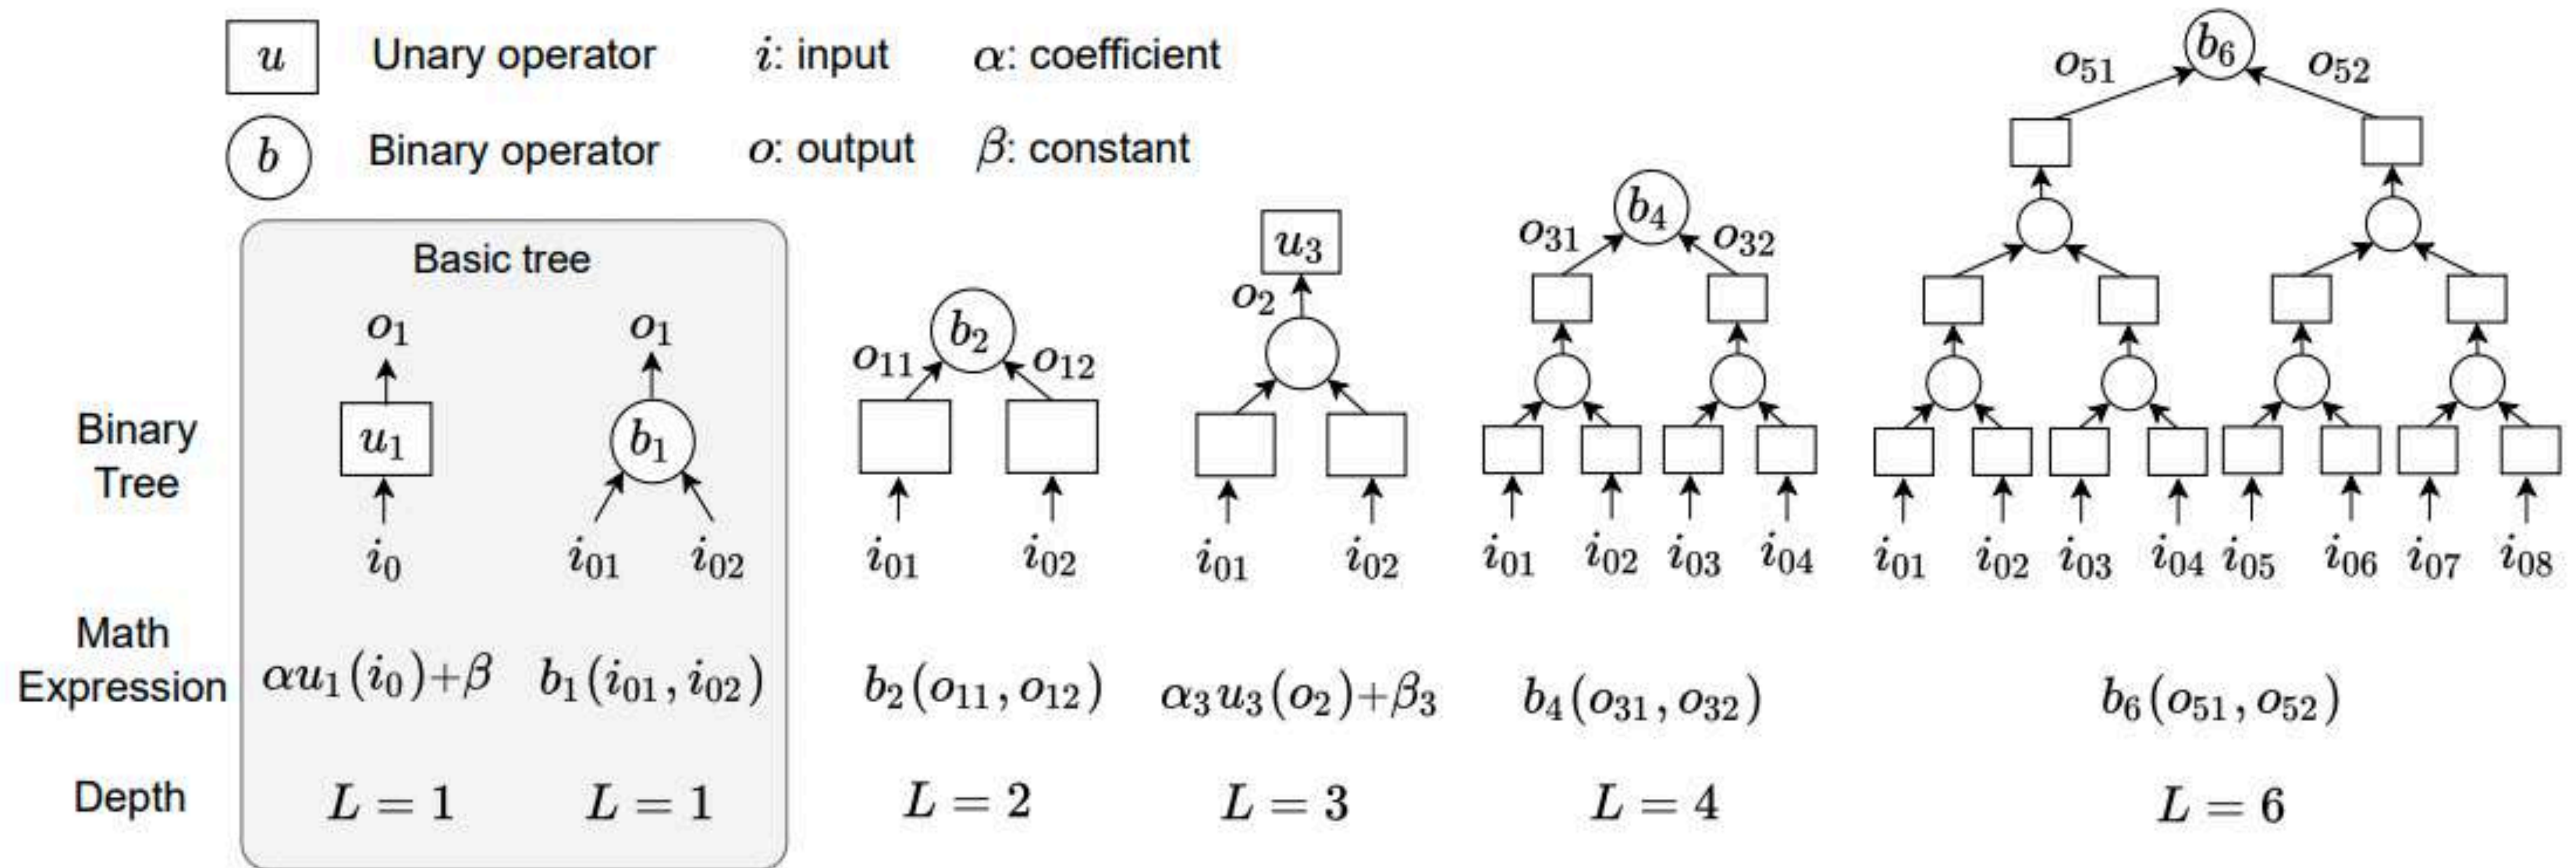 u Unary operator i: input α: coefficient
b Binary operator o: output β: constant
Basic tree
o₁ o₁
u₁ b₁
i₀ i₀₁ i₀₂
b₂
o₁₁ o₁₂
i₀₁ i₀₂
u₃
o₂
i₀₁ i₀₂
b₄
o₃₁ o₃₂
i₀₁ i₀₂ i₀₃ i₀₄
b₆
o₅₁ o₅₂
i₀₁ i₀₂ i₀₃ i₀₄ i₀₅ i₀₆ i₀₇ i₀₈
Binary
Tree
Math
Expression
αu₁(i₀)+β b₁(i₀₁, i₀₂) b₂(o₁₁, o₁₂) α₃u₃(o₂)+β₃ b₄(o₃₁, o₃₂) b₆(o₅₁, o₅₂)
Depth L = 1 L = 1 L = 2 L = 3 L = 4 L = 6